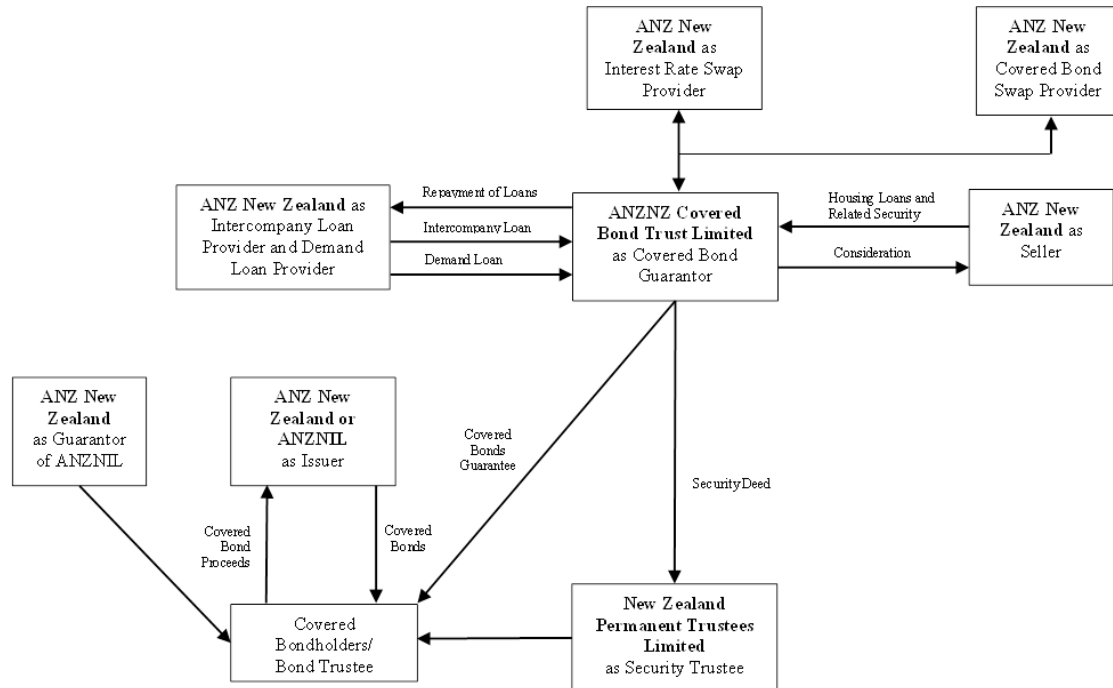 ANZ New
Zealand as
Interest Rate Swap
Provider
ANZ New
Zealand as
Covered Bond
Swap Provider
ANZ New Zealand as
Intercompany Loan
Provider and Demand
Loan Provider
Repayment of Loans
Intercompany Loan
Demand Loan
ANZNZ Covered
Bond Trust Limited
as Covered Bond
Guarantor
Housing Loans and
Related Security
Consideration
ANZ New
Zealand as
Seller
ANZ New
Zealand
as Guarantor
of ANZNIL
ANZ New
Zealand or
ANZNIL
as Issuer
Covered
Bonds
Guarantee
Security Deed
Covered
Bond
Proceeds
Covered
Bonds
Covered
Bondholders/
Bond Trustee
New Zealand
Permanent Trustees
Limited
as Security Trustee